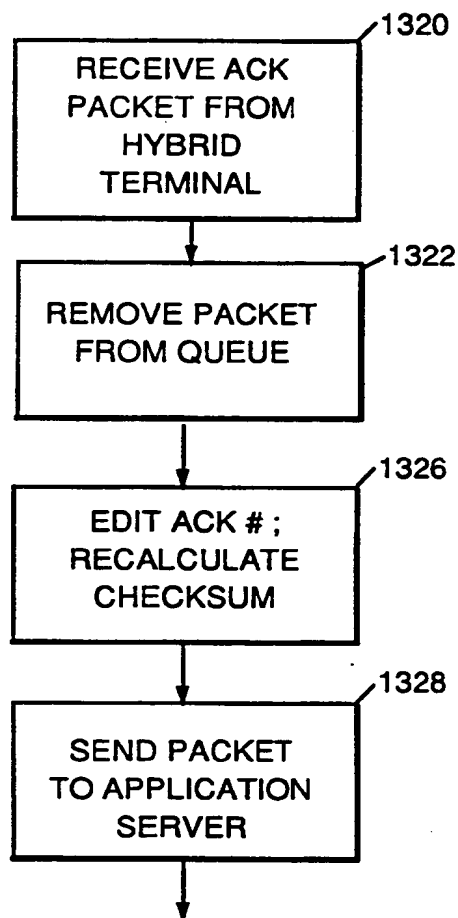 1320
RECEIVE ACK
PACKET FROM
HYBRID
TERMINAL
1322
REMOVE PACKET
FROM QUEUE
1326
EDIT ACK # ;
RECALCULATE
CHECKSUM
1328
SEND PACKET
TO APPLICATION
SERVER